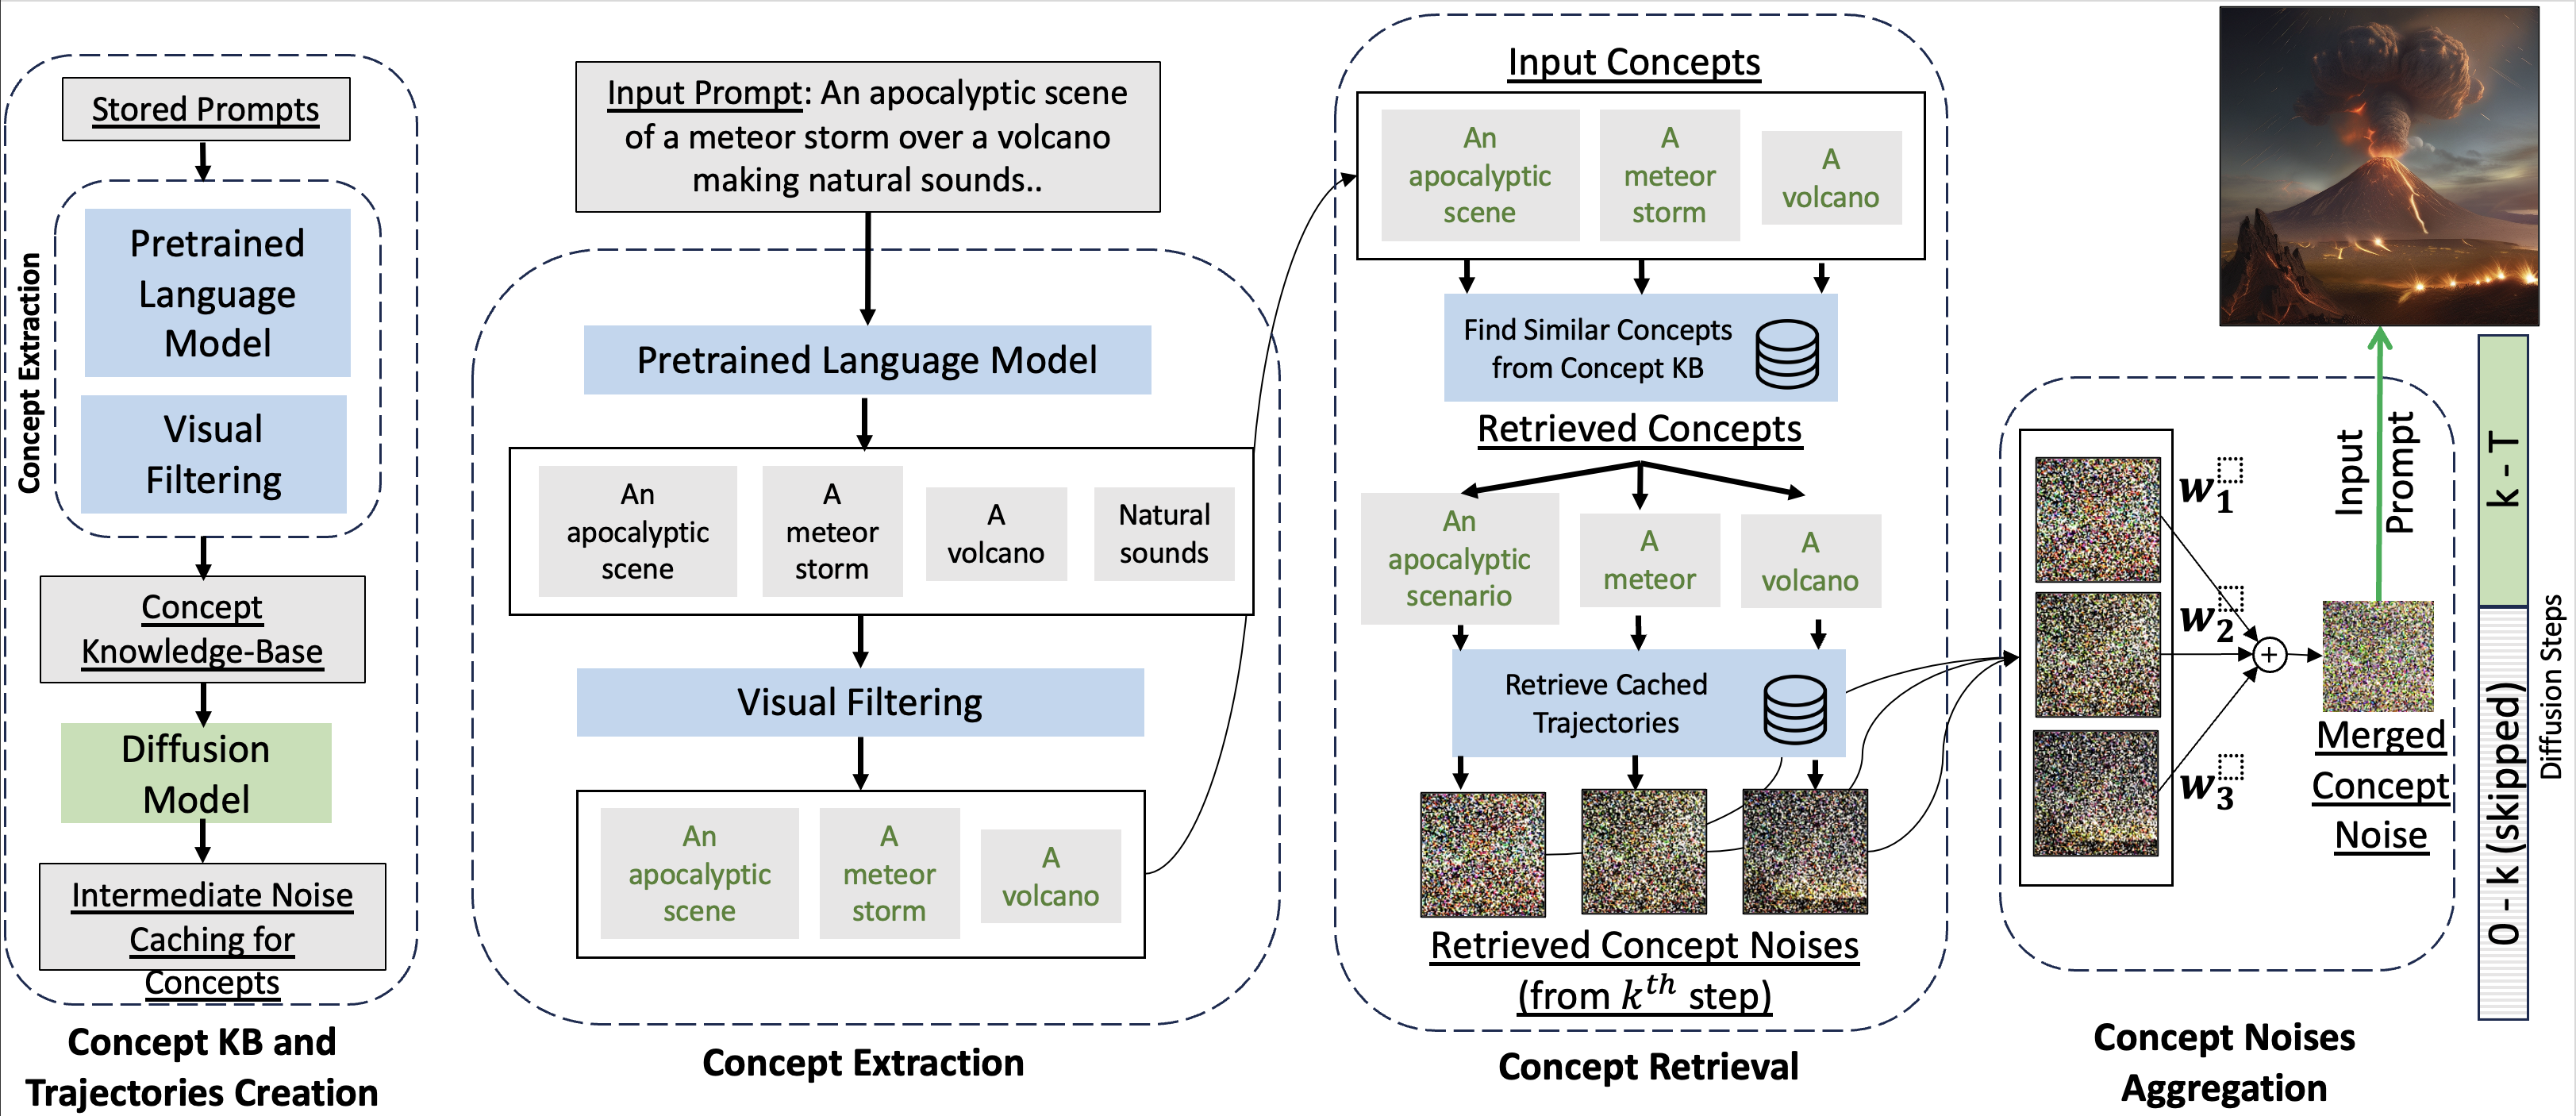 Stored Prompts
Concept Extraction
Pretrained
Language
Model
Visual
Filtering
Concept
Knowledge-Base
Diffusion
Model
Intermediate Noise
Caching for
Concepts
Concept KB and
Trajectories Creation
Input Prompt: An apocalyptic scene
of a meteor storm over a volcano
making natural sounds..
Pretrained Language Model
An
apocalyptic
scene
A
meteor
storm
A
volcano
Natural
sounds
Visual Filtering
An
apocalyptic
scene
A
meteor
storm
A
volcano
Concept Extraction
Input Concepts
An
apocalyptic
scene
A
meteor
storm
A
volcano
Find Similar Concepts
from Concept KB
Retrieved Concepts
An
apocalyptic
scenario
A
meteor
A
volcano
Retrieve Cached
Trajectories
Retrieved Concept Noises
(from kᵗʰ step)
Concept Retrieval
w₁
w₂
w₃
+
Input
Prompt
Merged
Concept
Noise
k - T
0 - k (skipped)
Diffusion Steps
Concept Noises
Aggregation